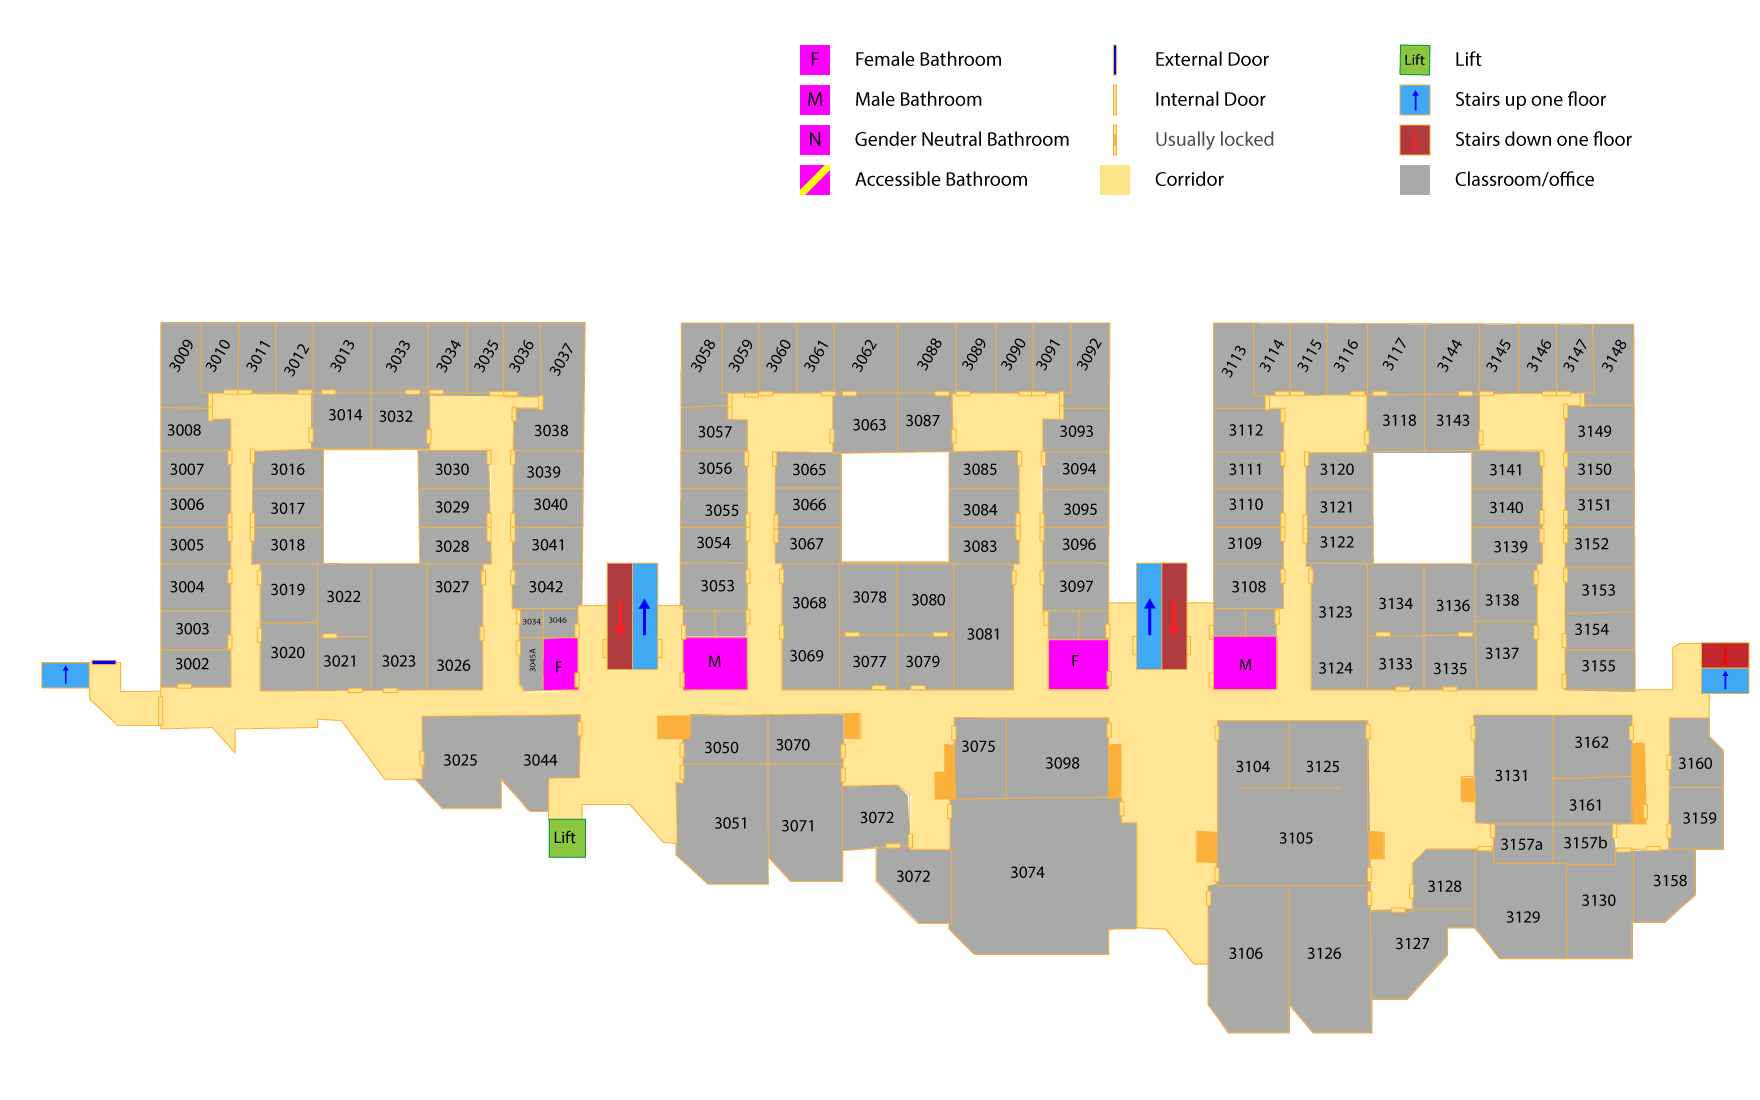 F Female Bathroom External Door Lift Lift
M Male Bathroom Internal Door Stairs up one floor
N Gender Neutral Bathroom Usually locked Stairs down one floor
Accessible Bathroom Corridor Classroom/office
3009 3010 3011 3012 3013 3033 3034 3035 3036 3037 3058 3059 3060 3061 3062 3088 3089 3090 3091 3092 3113 3114 3115 3116 3117 3144 3145 3146 3147 3148
3008 3014 3032 3038 3057 3063 3087 3093 3112 3118 3143 3149
3007 3016 3030 3039 3056 3065 3085 3094 3111 3120 3141 3150
3006 3017 3029 3040 3055 3066 3084 3095 3110 3121 3140 3151
3005 3018 3028 3041 3054 3067 3083 3096 3109 3122 3139 3152
3004 3019 3022 3027 3042 3053 3068 3078 3080 3097 3108 3123 3134 3136 3138 3153
3003 3034 3046 3081 3154
3002 3020 3021 3023 3026 3045A F M 3069 3077 3079 F M 3124 3133 3135 3137 3155
3025 3044 3050 3070 3075 3098 3104 3125 3131 3162 3160
3161
Lift 3051 3071 3072 3105 3157a 3157b 3159
3072 3074 3128 3130 3158
3106 3126 3127 3129